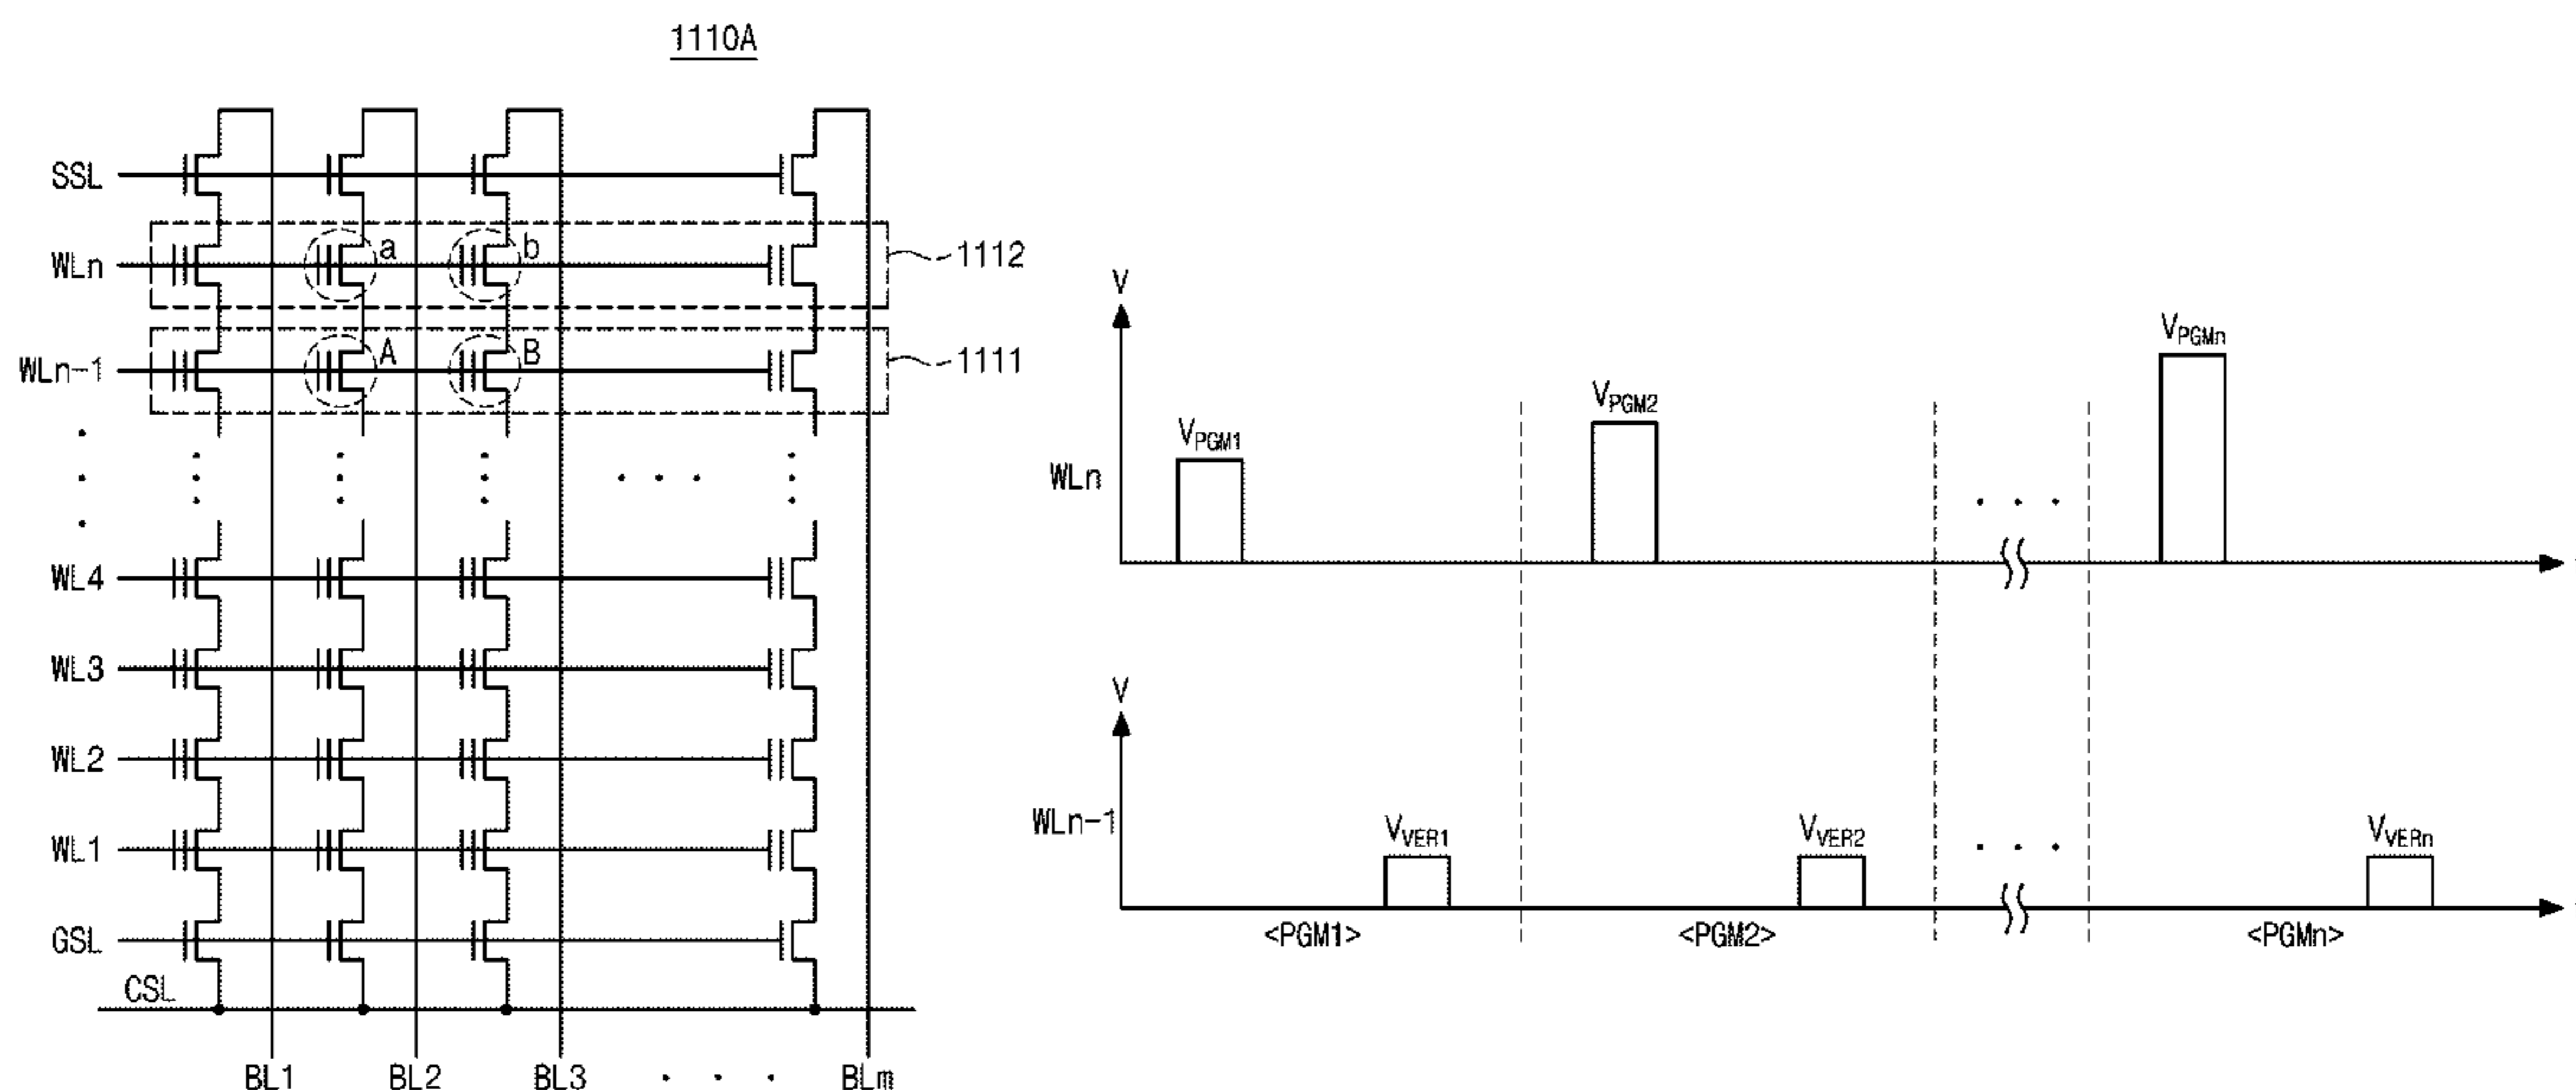 1110A
SSL
WLn
a
b
1112
WLn-1
A
B
1111
WL4
WL3
WL2
WL1
GSL
CSL
BL1
BL2
BL3
BLm
V
WLn
VPGM1
VPGM2
VPGMn
V
WLn-1
VVER1
VVER2
VVERn
<PGM1>
<PGM2>
<PGMn>